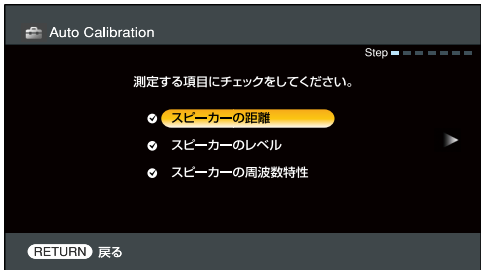 Auto Calibration
Step
測定する項目にチェックをしてください。
スピーカーの距離
スピーカーのレベル
スピーカーの周波数特性
RETURN 戻る